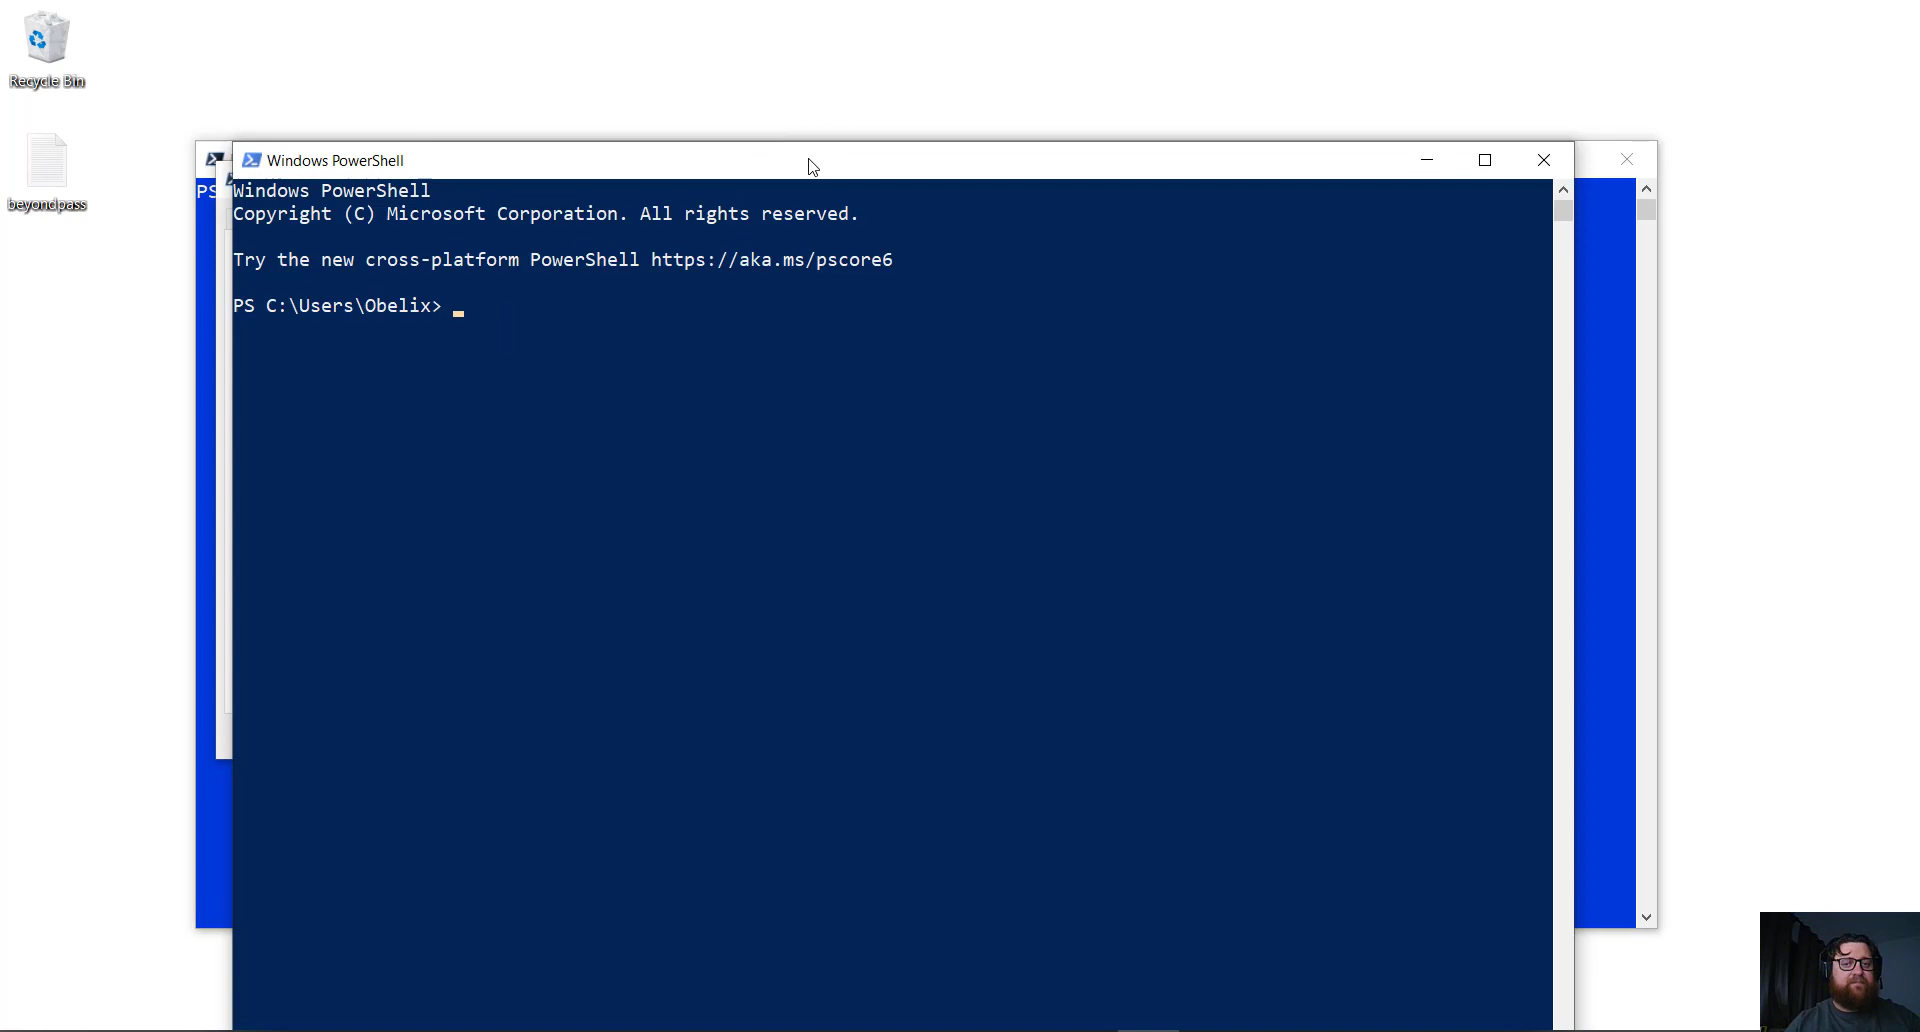 Recycle Bin
beyondpass
Windows PowerShell
PS
Windows PowerShell
Copyright (C) Microsoft Corporation. All rights reserved.
Try the new cross-platform PowerShell https://aka.ms/pscore6
PS C:\Users\Obelix>